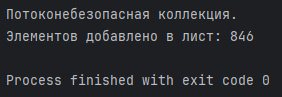 Потоконебезопасная коллекция.
Элементов добавлено в лист: 846
Process finished with exit code 0